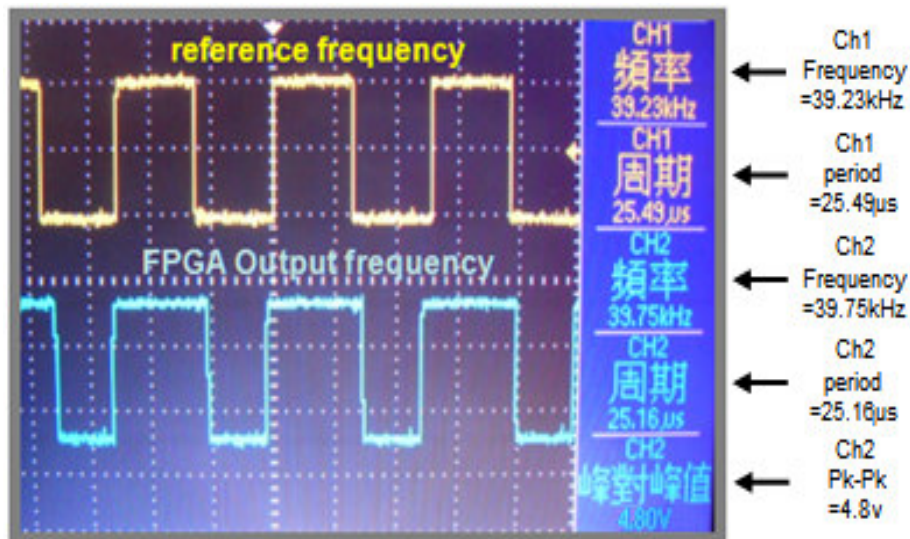 reference frequency
FPGA Output frequency
CH1
頻率
39.23kHz
CH1
周期
25.49us
CH2
頻率
39.75kHz
CH2
周期
25.16us
CH2
峰對峰值
4.80V
Ch1
Frequency
=39.23kHz
Ch1
period
=25.49µs
Ch2
Frequency
=39.75kHz
Ch2
period
=25.16µs
Ch2
Pk-Pk
=4.8v